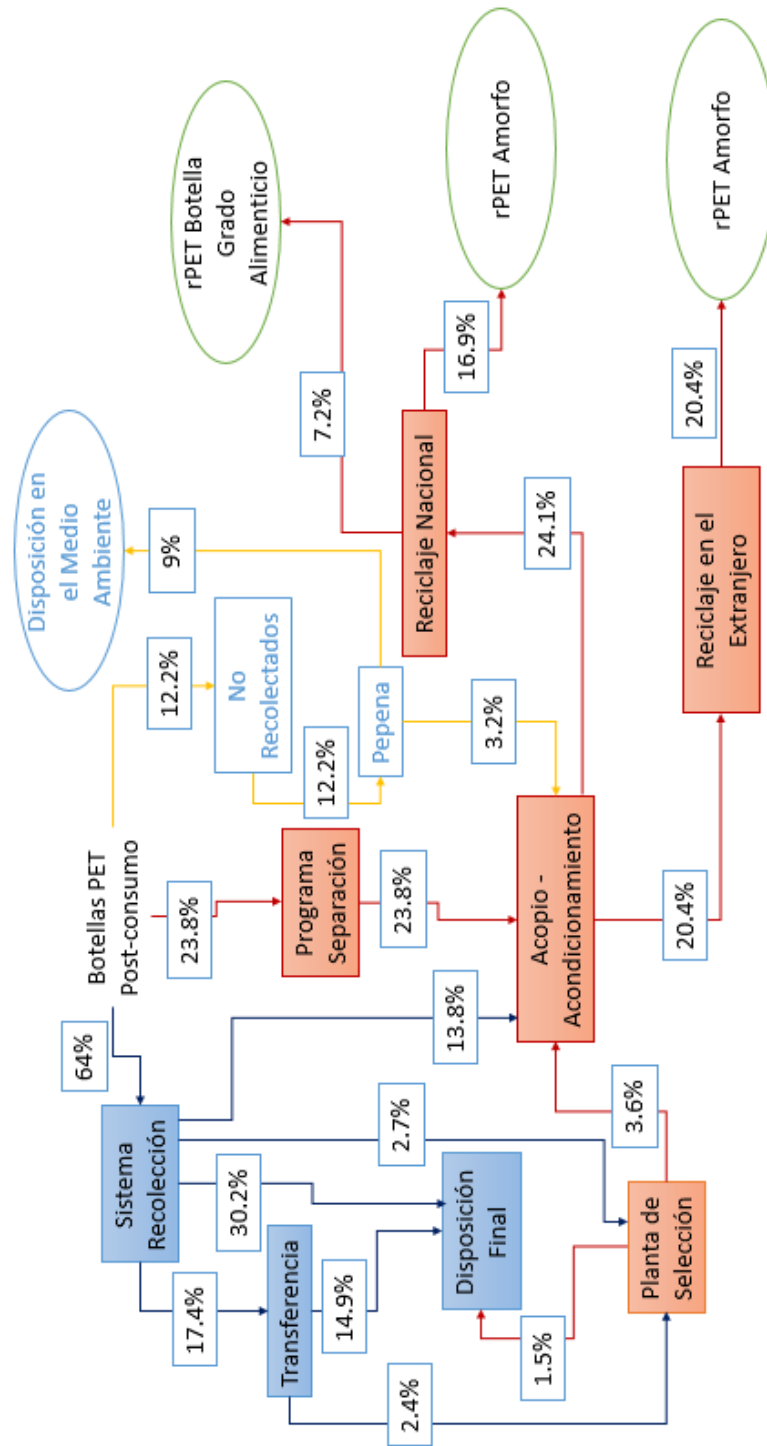 Botellas PET
Post-consumo
64%
23.8%
12.2%
Sistema
Recolección
17.4%
30.2%
2.7%
13.8%
Transferencia
14.9%
2.4%
Disposición
Final
1.5%
Planta de
Selección
3.6%
Programa
Separación
23.8%
No
Recolectados
12.2%
Pepena
9%
Disposición en
el Medio
Ambiente
3.2%
Acopio -
Acondicionamiento
24.1%
20.4%
Reciclaje Nacional
7.2%
16.9%
rPET Botella
Grado
Alimenticio
rPET Amorfo
Reciclaje en el
Extranjero
20.4%
rPET Amorfo